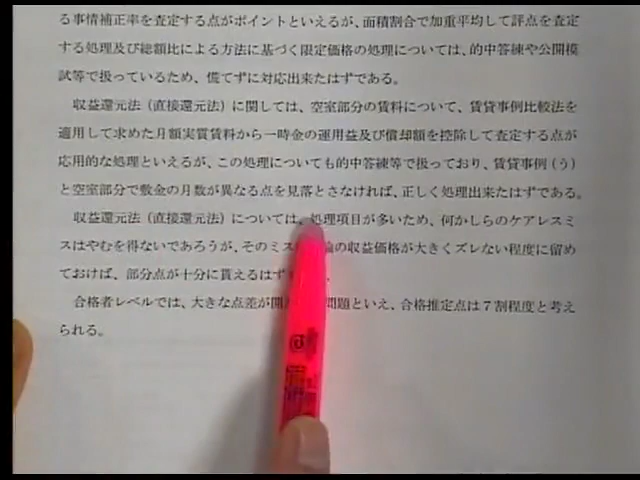 る事情補正率を査定する点がポイントといえるが、面積割合で加重平均して評点を査定
する処理及び総額比による方法に基づく限定価格の処理については、的中答練や公開模
試等で扱っているため、慌てずに対応出来たはずである。
収益還元法（直接還元法）に関しては、空室部分の賃料について、賃貸事例比較法を
適用して求めた月額実質賃料から一時金の運用益及び償却額を控除して査定する点が
応用的な処理といえるが、この処理についても的中答練等で扱っており、賃貸事例（う）
と空室部分で敷金の月数が異なる点を見落とさなければ、正しく処理出来たはずである。
収益還元法（直接還元法）については、処理項目が多いため、何かしらのケアレスミ
スはやむを得ないであろうが、そのミス の収益価格が大きくズレない程度に留め
ておけば、部分点が十分に貰えるはず
合格者レベルでは、大きな点差が開 問題といえ、合格推定点は７割程度と考え
られる。
@